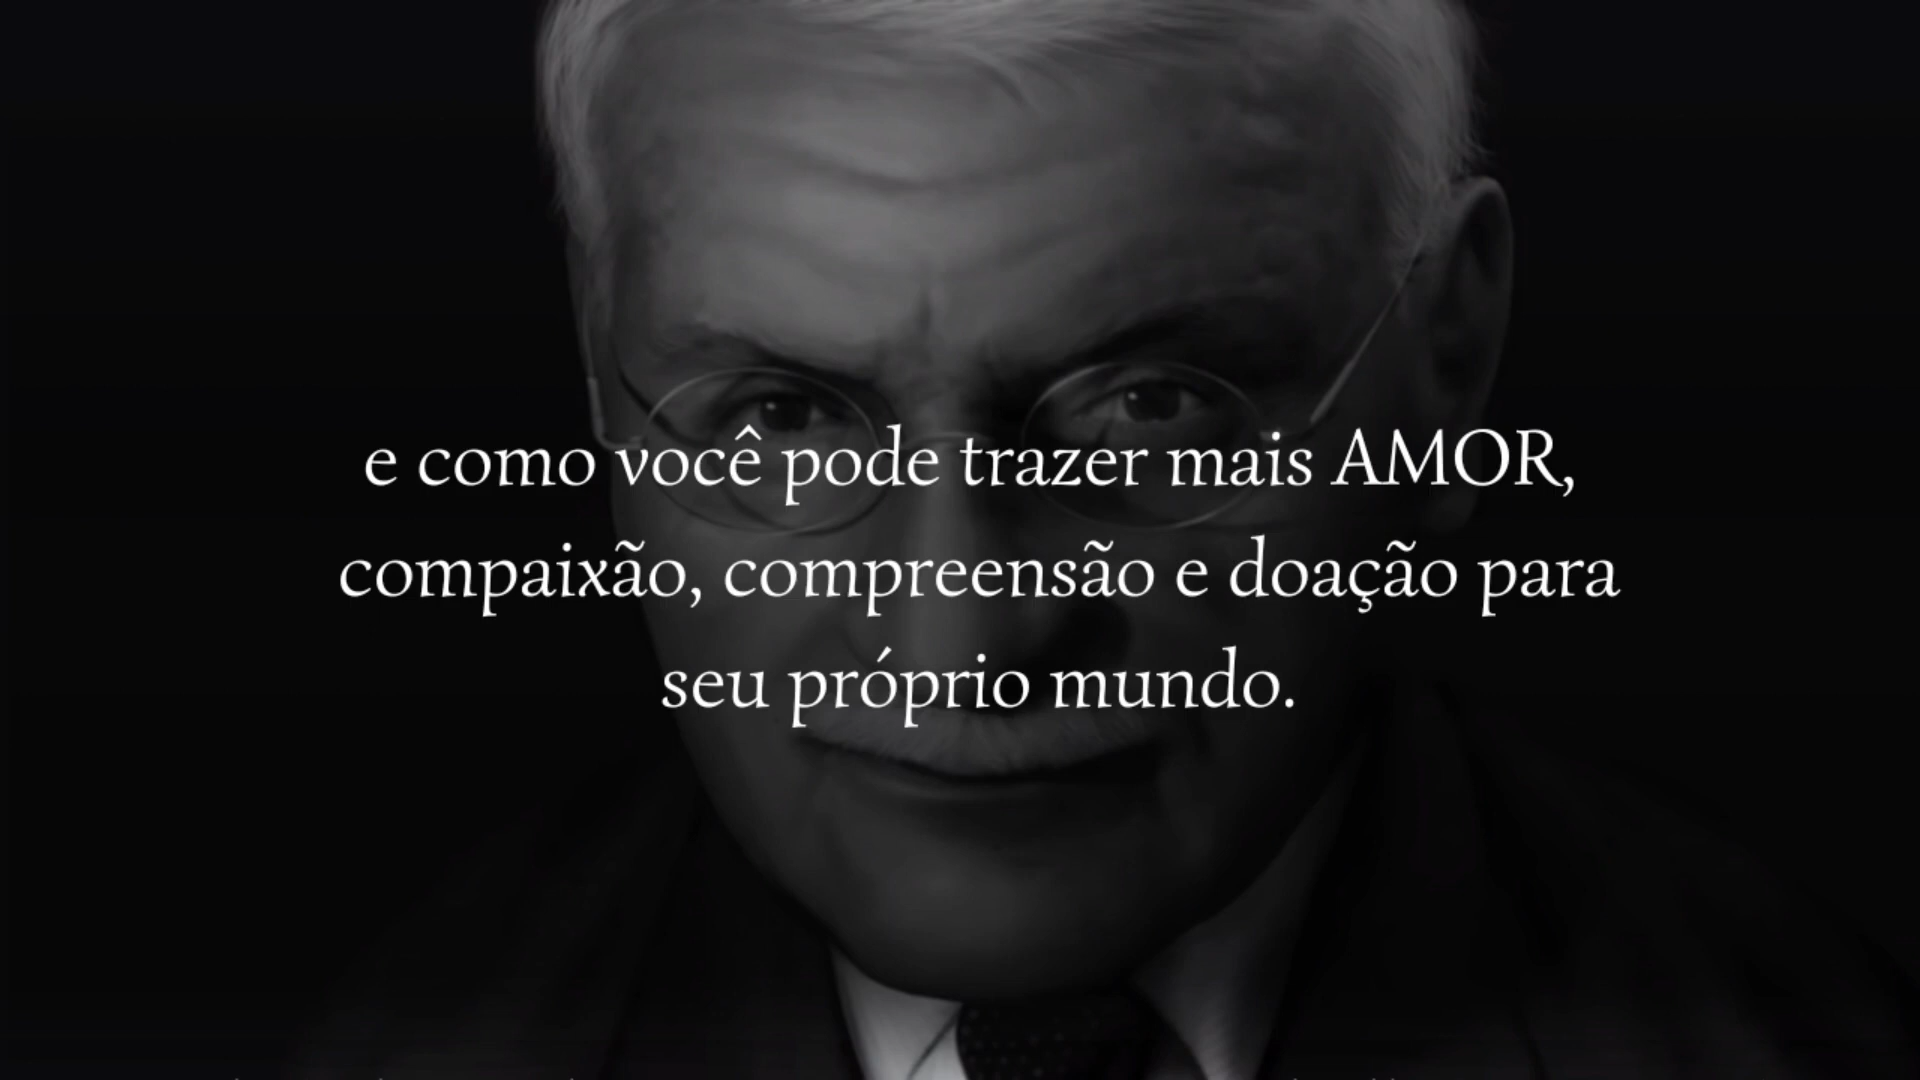 e como você pode trazer mais AMOR,
compaixão, compreensão e doação para
seu próprio mundo.